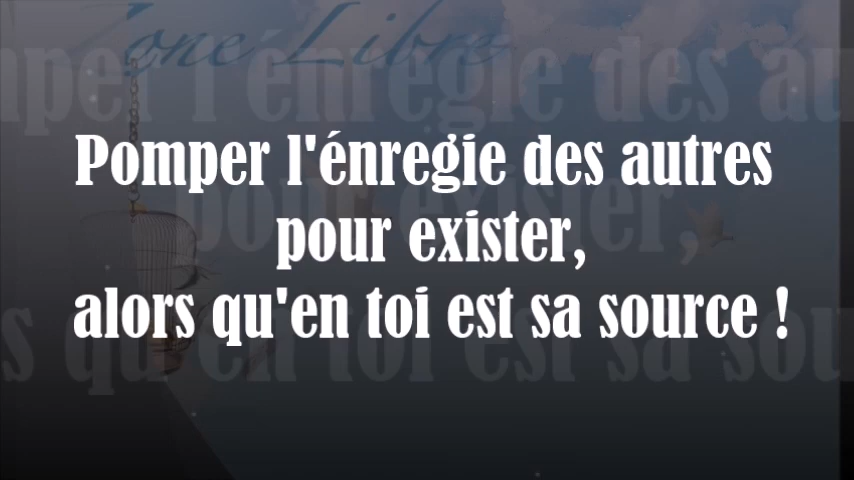 Zone Libre
Pomper l'énregie des autres
pour exister,
alors qu'en toi est sa source !